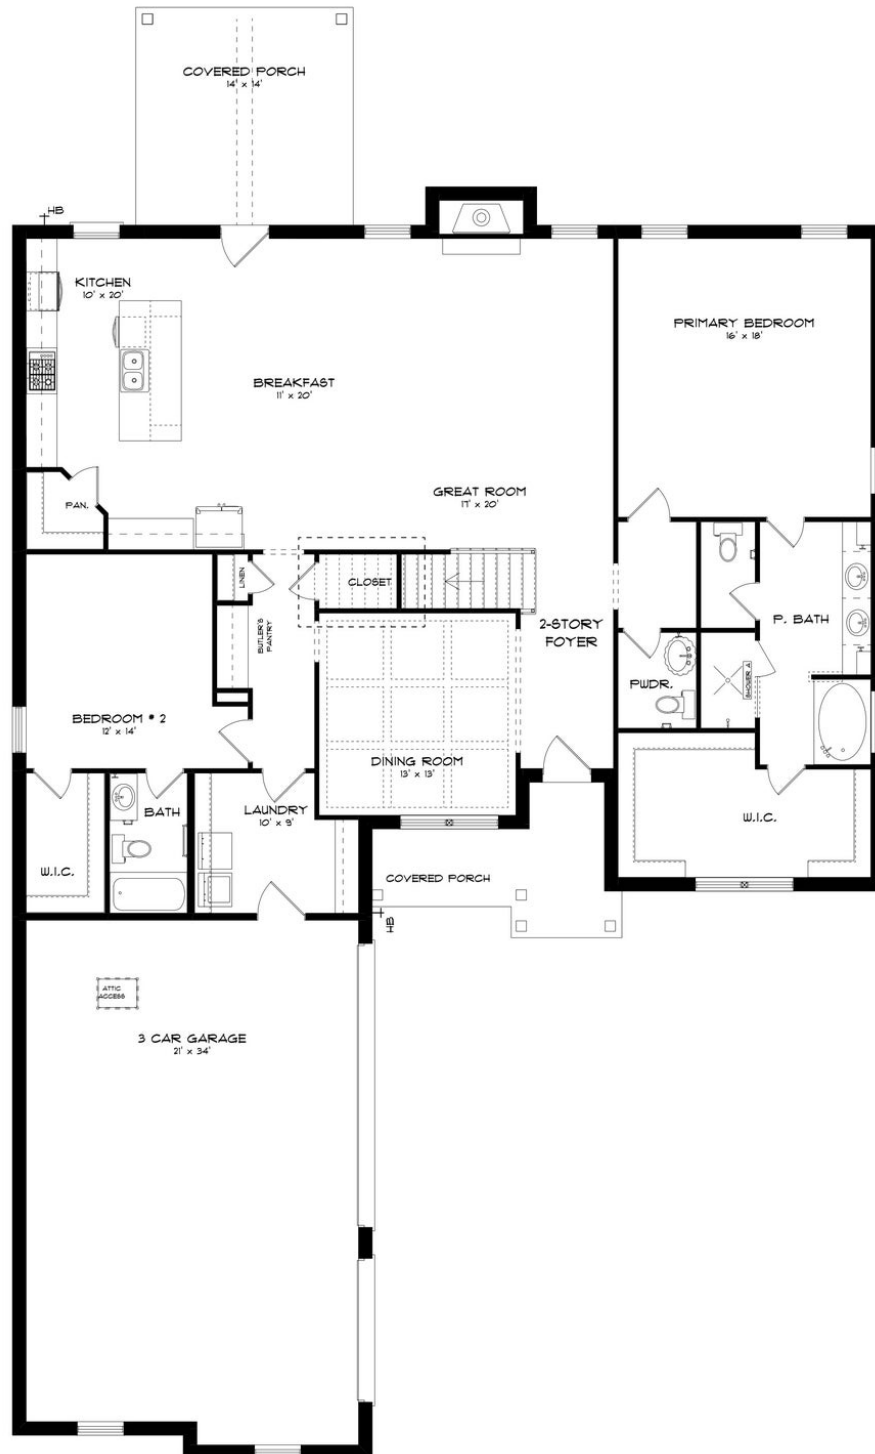 COVERED PORCH
14' x 14'
HB
KITCHEN
10' x 20'
PRIMARY BEDROOM
16' x 18'
BREAKFAST
11' x 20'
GREAT ROOM
17' x 20'
PAN.
LINEN
CLOSET
BUTLER'S
PANTRY
2-STORY
FOYER
P. BATH
PWDR.
SHOWER A
BEDROOM # 2
12' x 14'
DINING ROOM
13' x 13'
BATH
LAUNDRY
10' x 9'
W.I.C.
W.I.C.
COVERED PORCH
HB
ATTIC
ACCESS
3 CAR GARAGE
21' x 34'